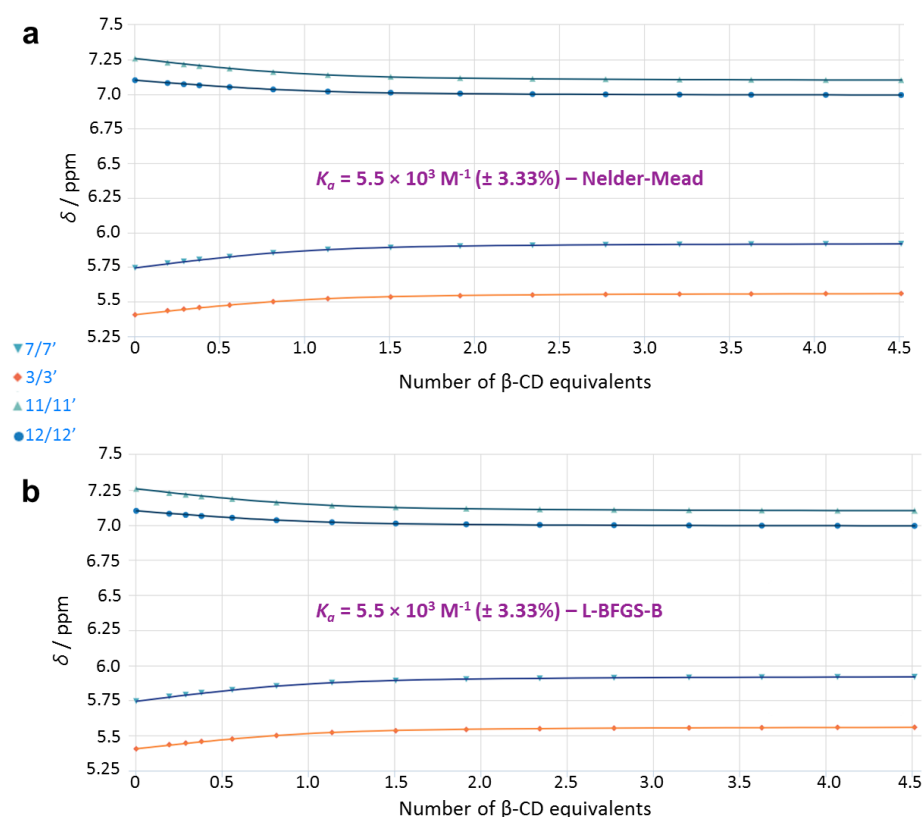 a
7.5
7.25
7.0
6.75
6.5
6.25
6.0
5.75
5.5
5.25
δ / ppm
Kₐ = 5.5 × 10³ M⁻¹ (± 3.33%) – Nelder-Mead
0 0.5 1.0 1.5 2.0 2.5 3.0 3.5 4.0 4.5
Number of β-CD equivalents
7/7’
3/3’
11/11’
12/12’
b
7.5
7.25
7.0
6.75
6.5
6.25
6.0
5.75
5.5
5.25
δ / ppm
Kₐ = 5.5 × 10³ M⁻¹ (± 3.33%) – L-BFGS-B
0 0.5 1.0 1.5 2.0 2.5 3.0 3.5 4.0 4.5
Number of β-CD equivalents